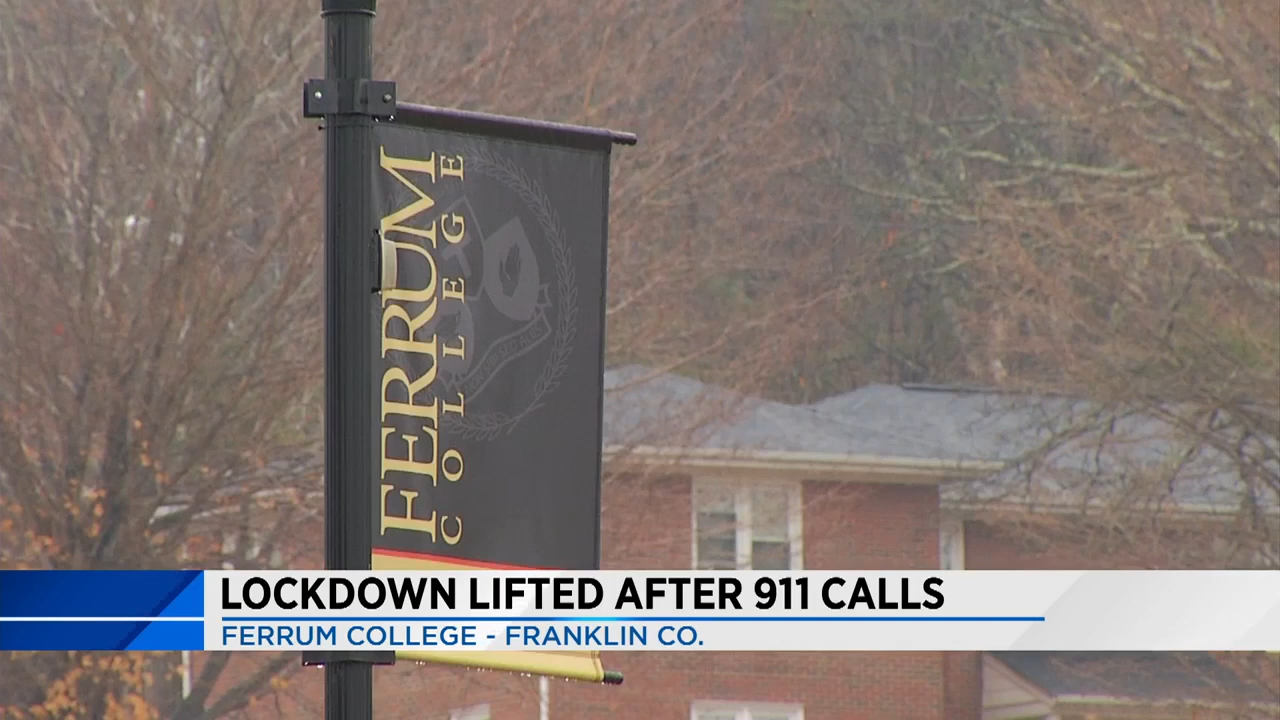 FERRUM
COLLEGE
LOCKDOWN LIFTED AFTER 911 CALLS
FERRUM COLLEGE - FRANKLIN CO.